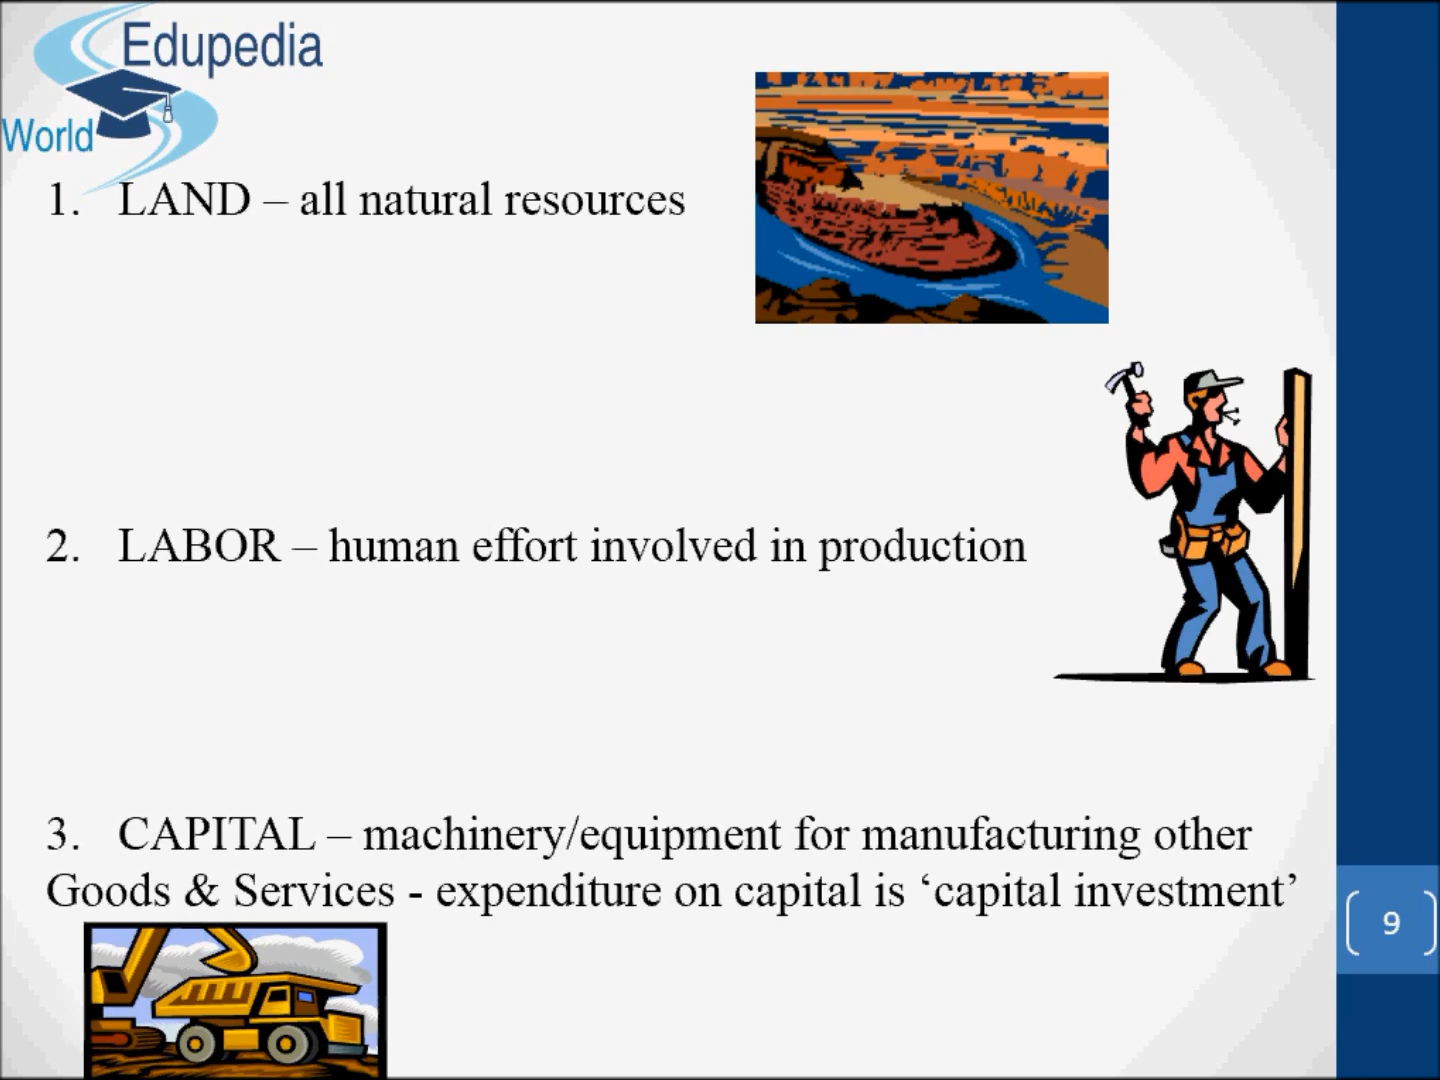 Edupedia
World
1. LAND – all natural resources
2. LABOR – human effort involved in production
3. CAPITAL – machinery/equipment for manufacturing other
Goods & Services - expenditure on capital is ‘capital investment’
9